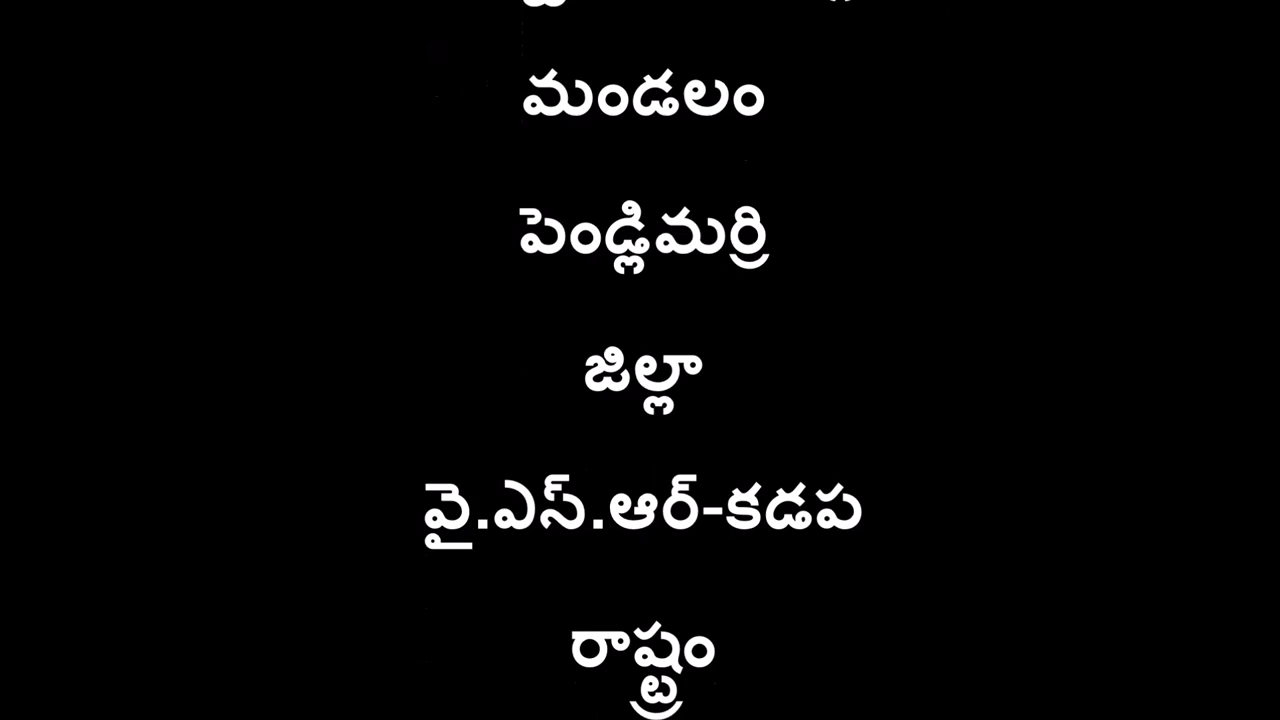 మండలం
పెండ్లిమర్రి
జిల్లా
వై.ఎస్.ఆర్-కడప
రాష్ట్రం